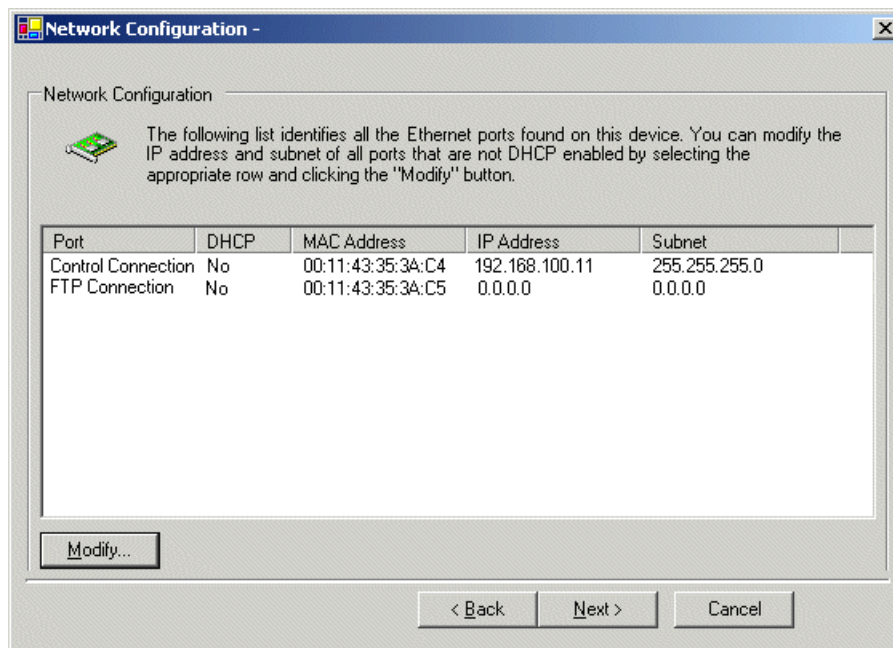 Network Configuration -
Network Configuration
The following list identifies all the Ethernet ports found on this device. You can modify the
IP address and subnet of all ports that are not DHCP enabled by selecting the
appropriate row and clicking the "Modify" button.
Port DHCP MAC Address IP Address Subnet
Control Connection No 00:11:43:35:3A:C4 192.168.100.11 255.255.255.0
FTP Connection No 00:11:43:35:3A:C5 0.0.0.0 0.0.0.0
Modify...
< Back Next > Cancel